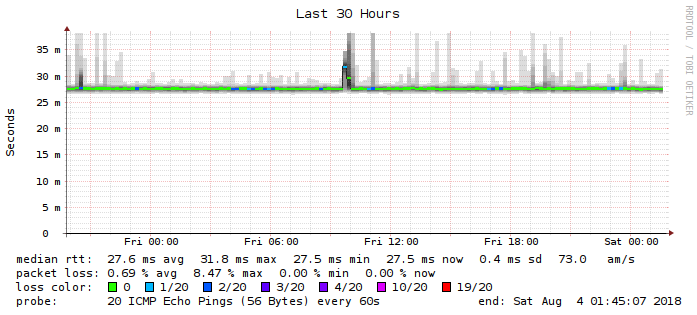 Last 30 Hours
RRDTOOL / TOBI OETIKER
Seconds
35 m
30 m
25 m
20 m
15 m
10 m
5 m
0
Fri 00:00 Fri 06:00 Fri 12:00 Fri 18:00 Sat 00:00
median rtt: 27.6 ms avg 31.8 ms max 27.5 ms min 27.5 ms now 0.4 ms sd 73.0 am/s
packet loss: 0.69 % avg 8.47 % max 0.00 % min 0.00 % now
loss color: 0 1/20 2/20 3/20 4/20 10/20 19/20
probe: 20 ICMP Echo Pings (56 Bytes) every 60s end: Sat Aug 4 01:45:07 2018